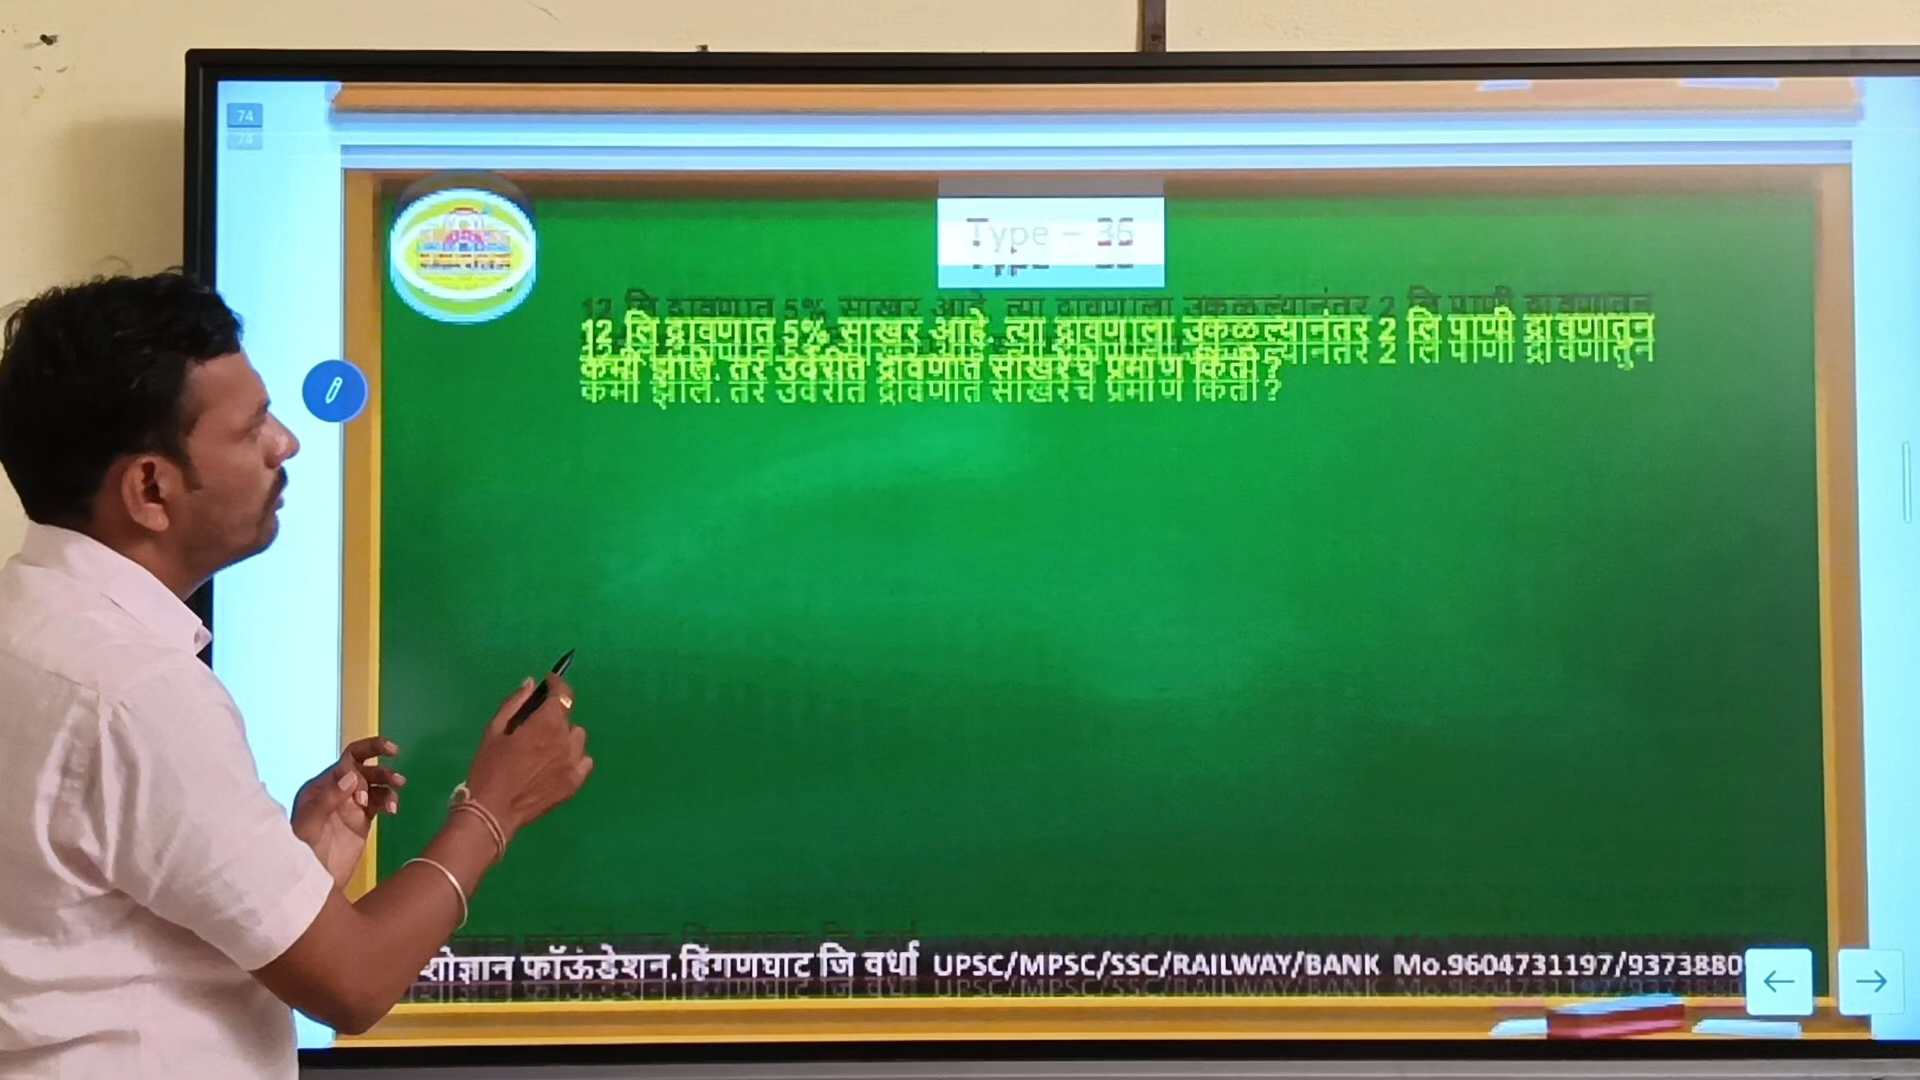 74
Type – 36
12 लि द्रावणात 5% साखर आहे. त्या द्रावणाला उकळल्यानंतर 2 लि पाणी द्रावणातुन
कमी झाले. तर उर्वरीत द्रावणात साखरेचे प्रमाण किती ?
फॉऊंडेशन,हिंगणघाट जि वर्धा UPSC/MPSC/SSC/RAILWAY/BANK Mo.9604731197/9373880